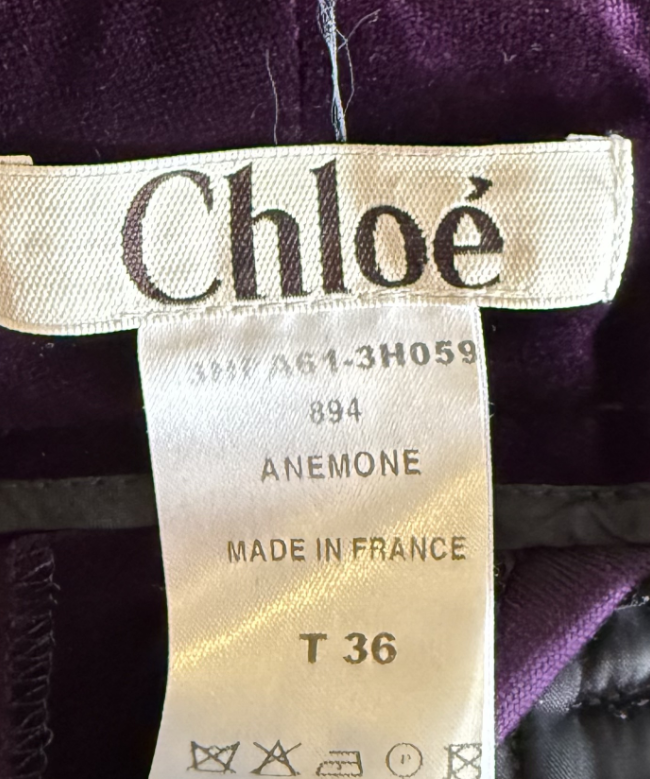 Chloé
A61-3H059
894
ANEMONE
MADE IN FRANCE
T 36